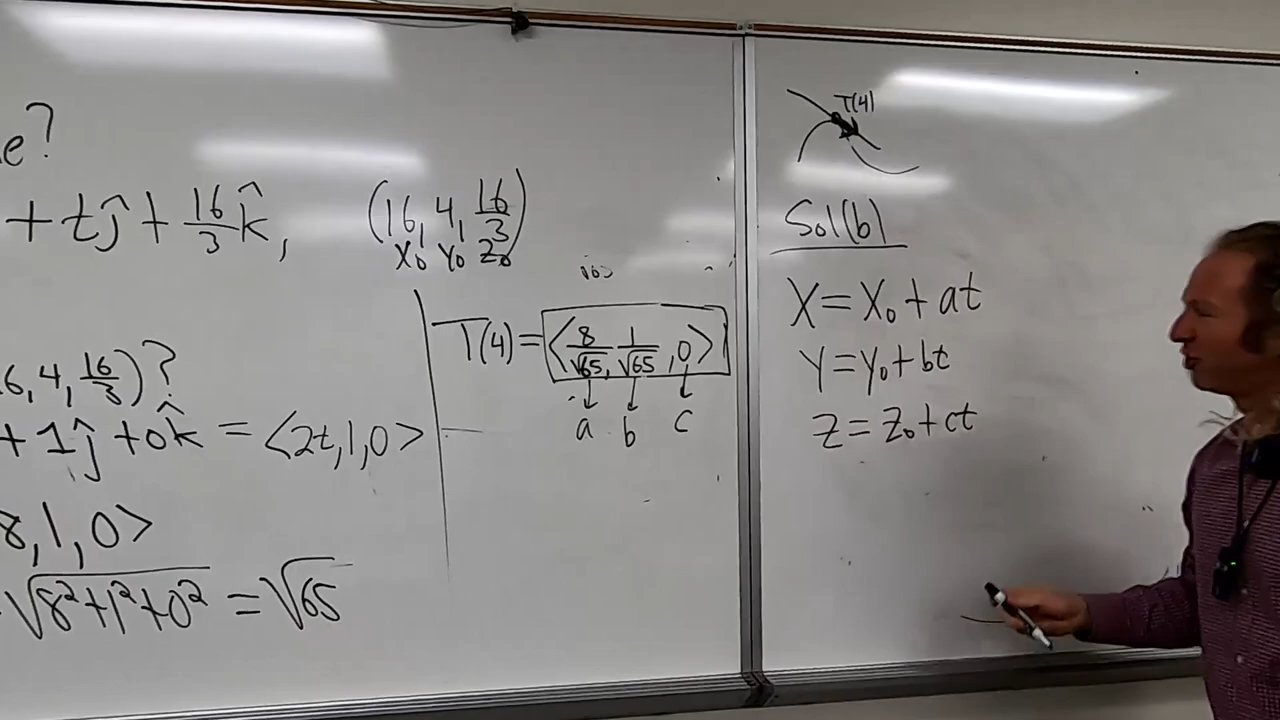 e?
+ tĵ + 16/3 k̂, (16, 4, 16/3)
X₀ Y₀ Z₀
6, 4, 16/3)?
+ 1ĵ + 0k̂ = <2t, 1, 0>
8, 1, 0>
√8²+1²+0² = √65
T(4) = <8/√65, 1/√65, 0>
a b c
T(4)
Sol(b)
X = X₀ + at
Y = Y₀ + bt
Z = Z₀ + ct